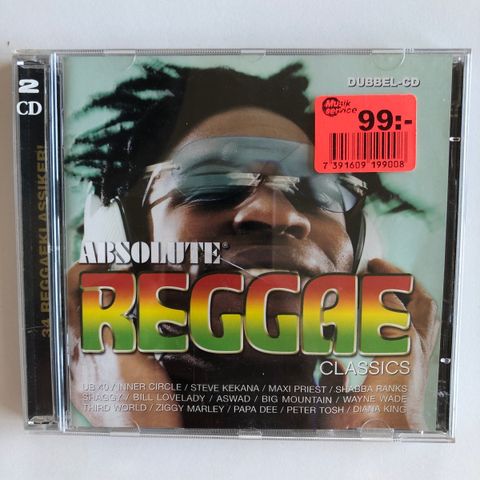 2
CD
34 REGGAEKLASSIKER!
DUBBEL-CD
Musik
service
99:-
7 391609 199008
ABSOLUTE®
REGGAE
CLASSICS
UB 40 / INNER CIRCLE / STEVE KEKANA / MAXI PRIEST / SHABBA RANKS
SHAGGY / BILL LOVELADY / ASWAD / BIG MOUNTAIN / WAYNE WADE
THIRD WORLD / ZIGGY MARLEY / PAPA DEE / PETER TOSH / DIANA KING